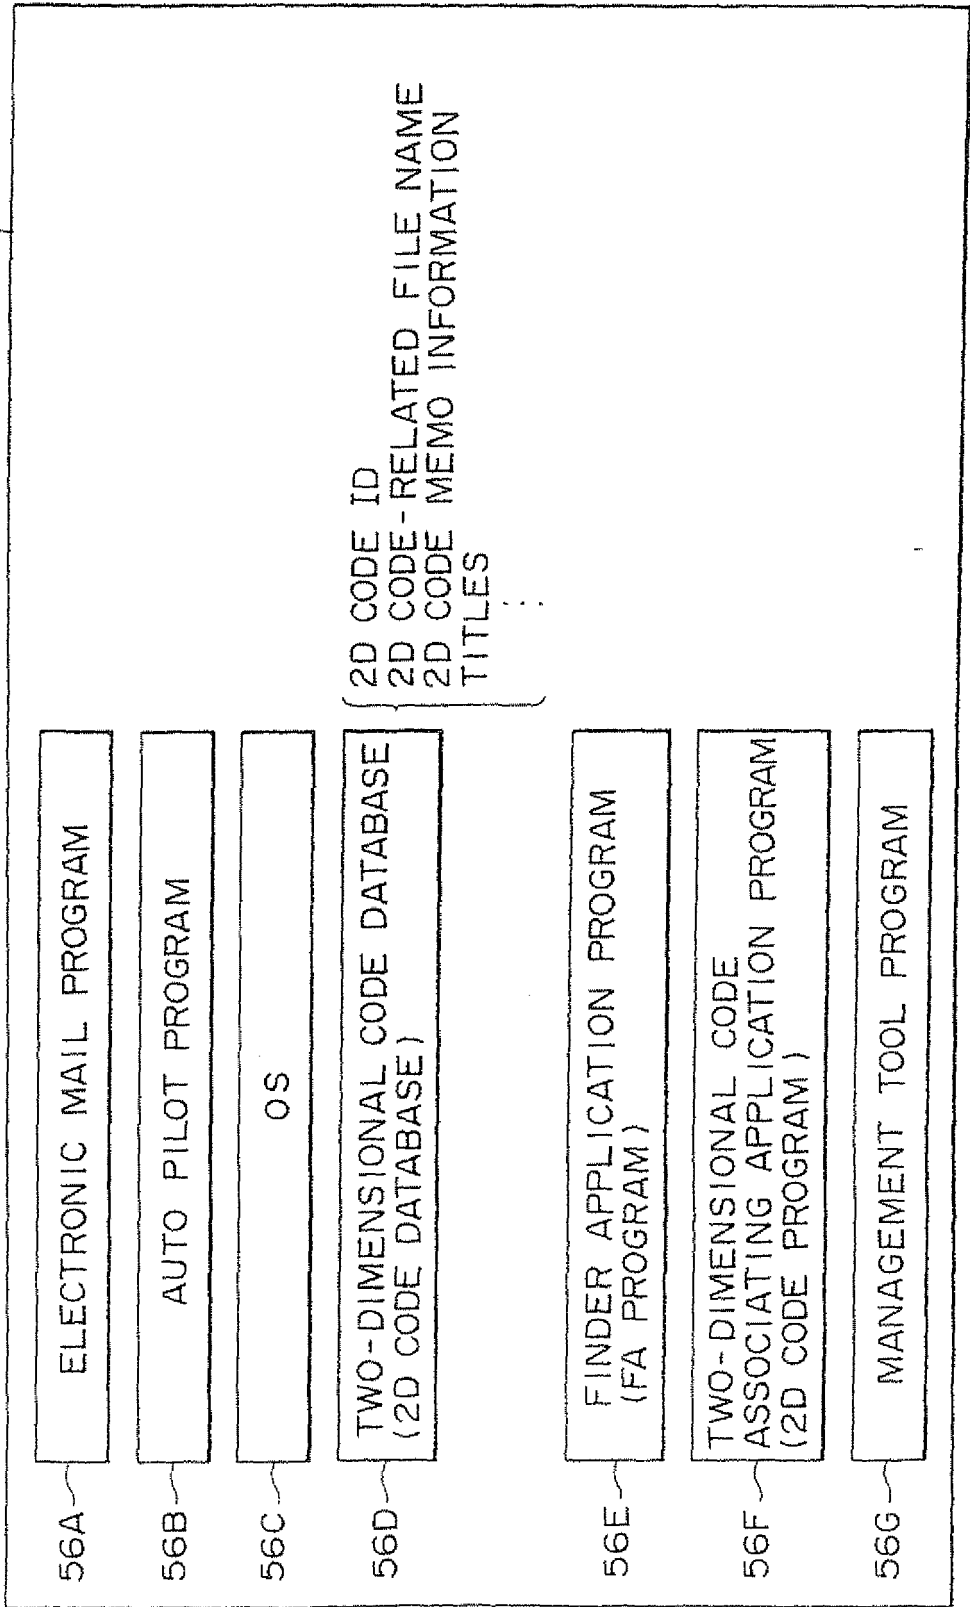 56A
ELECTRONIC MAIL PROGRAM
56B
AUTO PILOT PROGRAM
56C
OS
56D
TWO-DIMENSIONAL CODE DATABASE
(2D CODE DATABASE)
2D CODE ID
2D CODE-RELATED FILE NAME
2D CODE MEMO INFORMATION
TITLES
⋮
56E
FINDER APPLICATION PROGRAM
(FA PROGRAM)
56F
TWO-DIMENSIONAL CODE
ASSOCIATING APPLICATION PROGRAM
(2D CODE PROGRAM)
56G
MANAGEMENT TOOL PROGRAM